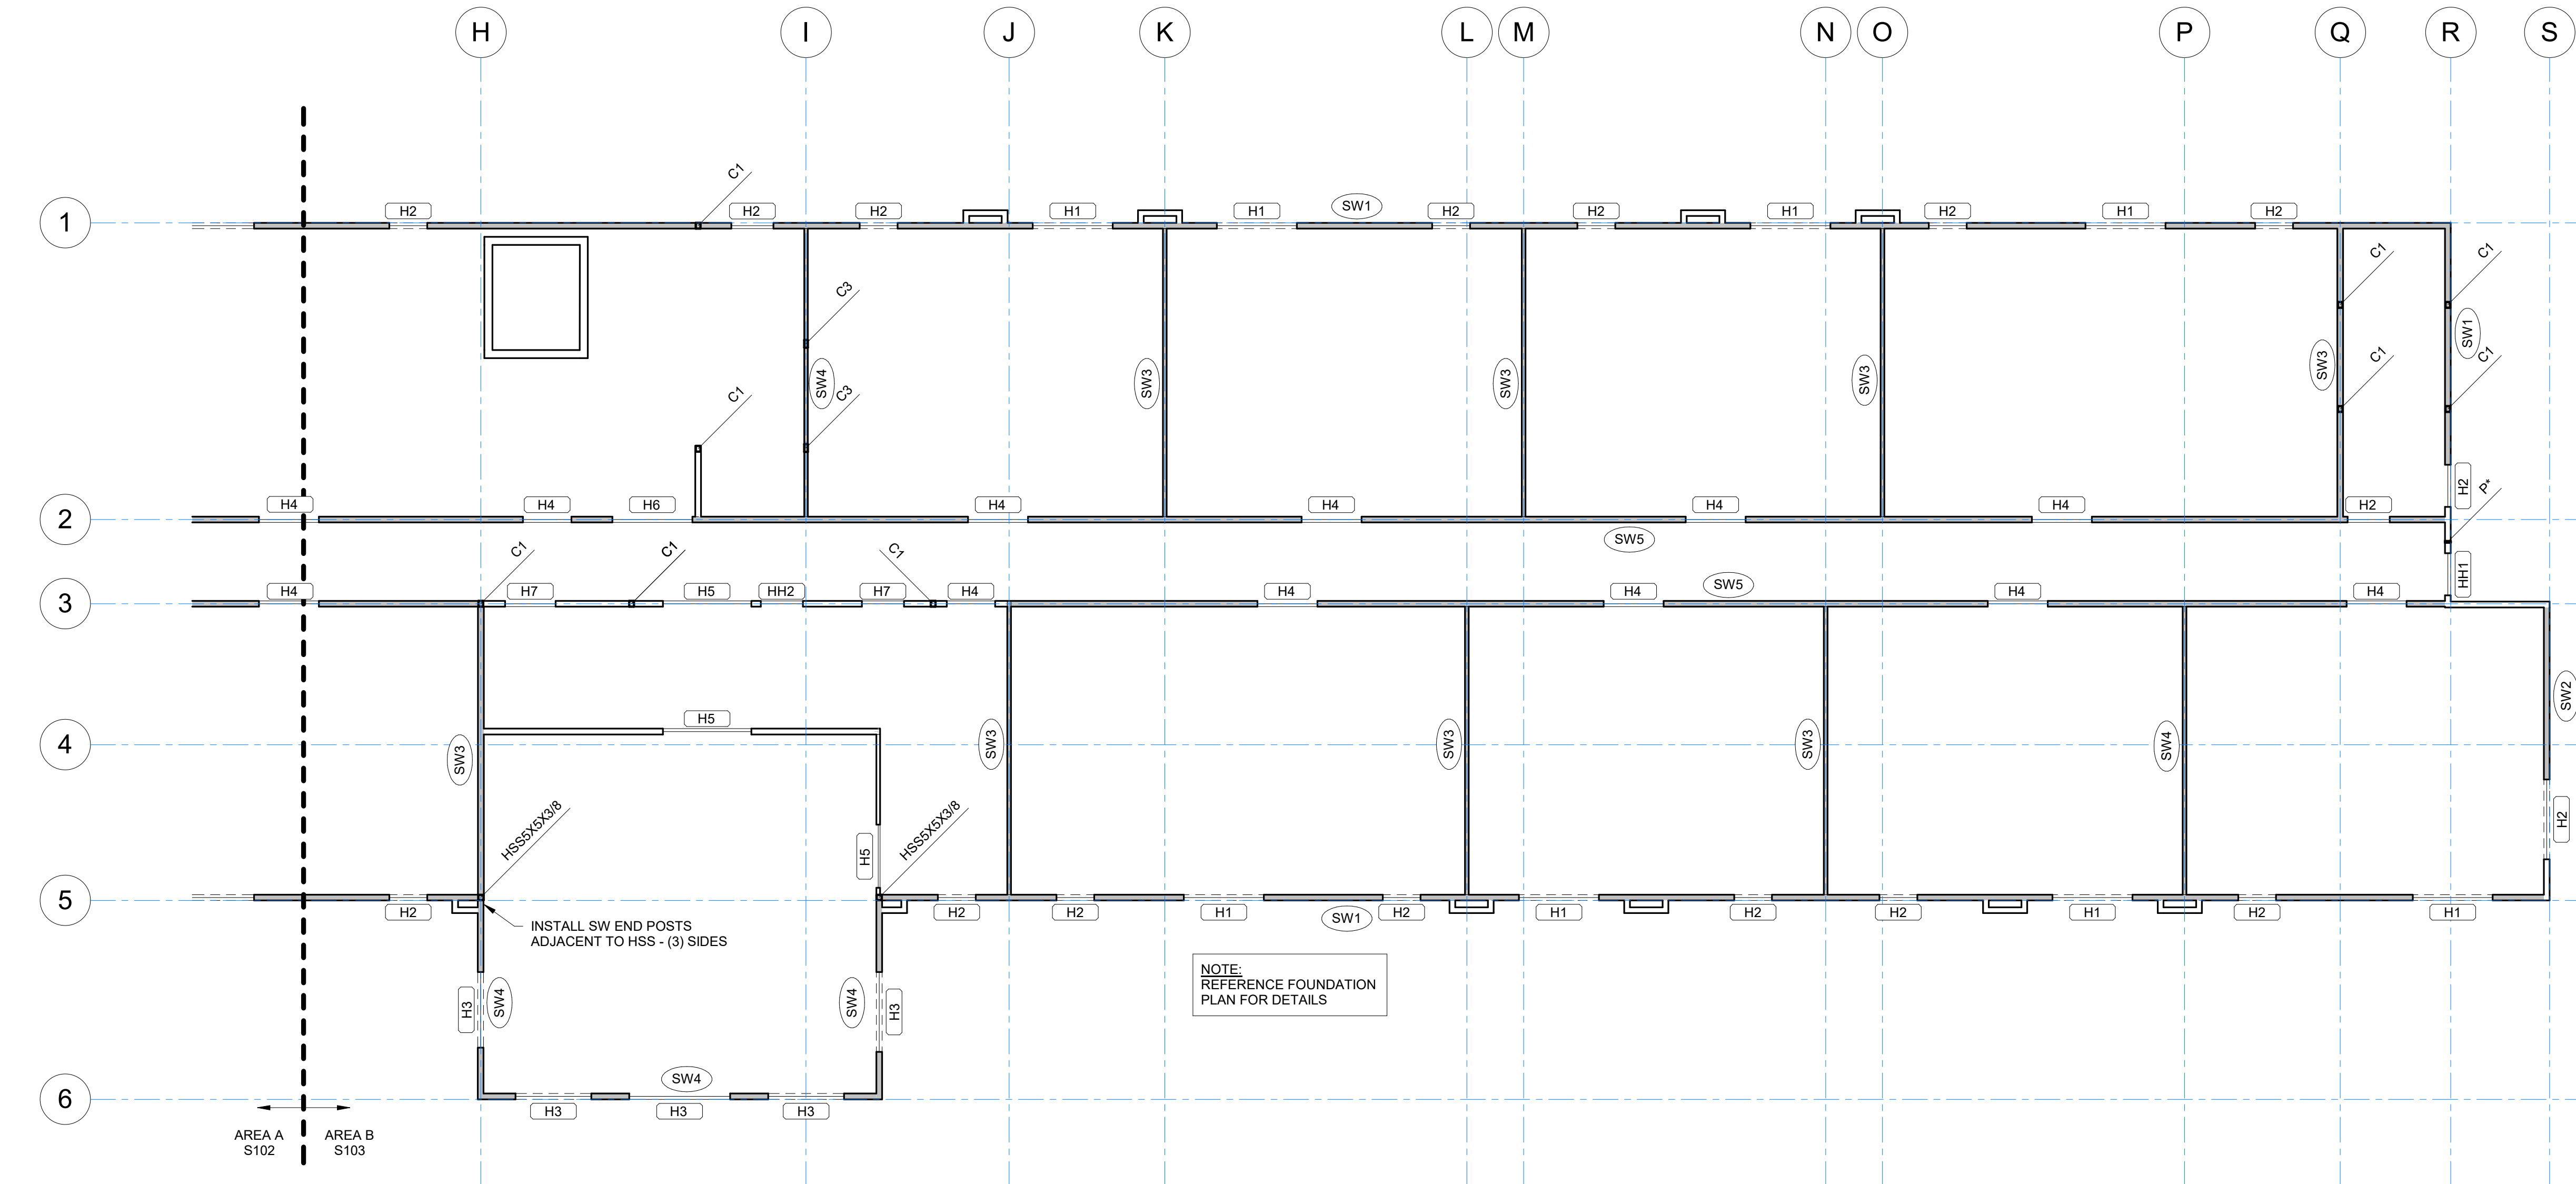 H I J K L M N O P Q R S
C1
1 H2 H2 H2 H1 H1 SW1 H2 H2 H1 H2 H1 H2
C1 C1
C3
SW1
SW4 SW3 SW3 SW3 SW3
C1 C1
C1 C3
H2 P*
2 H4 H4 H6 H4 H4 H4 H4 H2
SW5
C1 C1 C1
HH1
3 H4 H7 H5 HH2 H7 H4 H4 H4 SW5 H4 H4
SW2
H5
4 SW3 SW3 SW3 SW3 SW4
HSS5X5X3/8 HSS5X5X3/8
H5 H2
5 H2 H2 H2 H1 SW1 H2 H1 H2 H2 H1 H2 H1
INSTALL SW END POSTS
ADJACENT TO HSS - (3) SIDES
NOTE:
REFERENCE FOUNDATION
PLAN FOR DETAILS
H3 SW4 SW4 H3
SW4
6 H3 H3 H3
AREA A AREA B
S102 S103